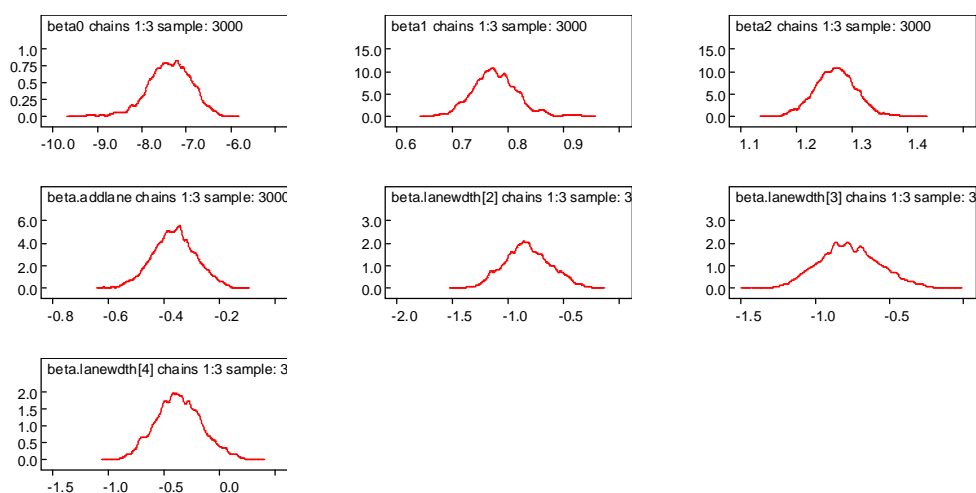 beta0 chains 1:3 sample: 3000
1.0
0.75
0.5
0.25
0.0
-10.0 -9.0 -8.0 -7.0 -6.0
beta1 chains 1:3 sample: 3000
15.0
10.0
5.0
0.0
0.6 0.7 0.8 0.9
beta2 chains 1:3 sample: 3000
15.0
10.0
5.0
0.0
1.1 1.2 1.3 1.4
beta.addlane chains 1:3 sample: 3000
6.0
4.0
2.0
0.0
-0.8 -0.6 -0.4 -0.2
beta.lanewdth[2] chains 1:3 sample: 3
3.0
2.0
1.0
0.0
-2.0 -1.5 -1.0 -0.5
beta.lanewdth[3] chains 1:3 sample: 3
3.0
2.0
1.0
0.0
-1.5 -1.0 -0.5
beta.lanewdth[4] chains 1:3 sample: 3
2.0
1.5
1.0
0.5
0.0
-1.5 -1.0 -0.5 0.0